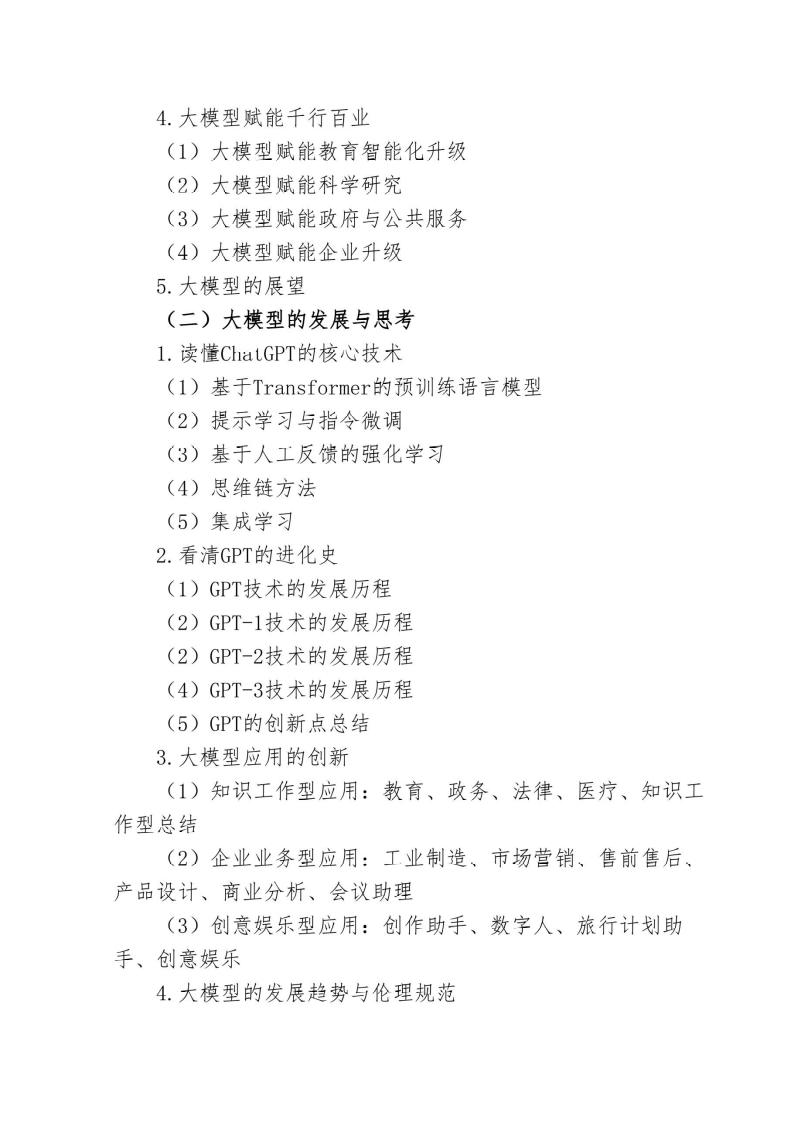 4.大模型赋能千行百业
（1）大模型赋能教育智能化升级
（2）大模型赋能科学研究
（3）大模型赋能政府与公共服务
（4）大模型赋能企业升级
5.大模型的展望
（二）大模型的发展与思考
1.读懂ChatGPT的核心技术
（1）基于Transformer的预训练语言模型
（2）提示学习与指令微调
（3）基于人工反馈的强化学习
（4）思维链方法
（5）集成学习
2.看清GPT的进化史
（1）GPT技术的发展历程
（2）GPT-1技术的发展历程
（2）GPT-2技术的发展历程
（4）GPT-3技术的发展历程
（5）GPT的创新点总结
3.大模型应用的创新
（1）知识工作型应用：教育、政务、法律、医疗、知识工
作型总结
（2）企业业务型应用：工业制造、市场营销、售前售后、
产品设计、商业分析、会议助理
（3）创意娱乐型应用：创作助手、数字人、旅行计划助
手、创意娱乐
4.大模型的发展趋势与伦理规范